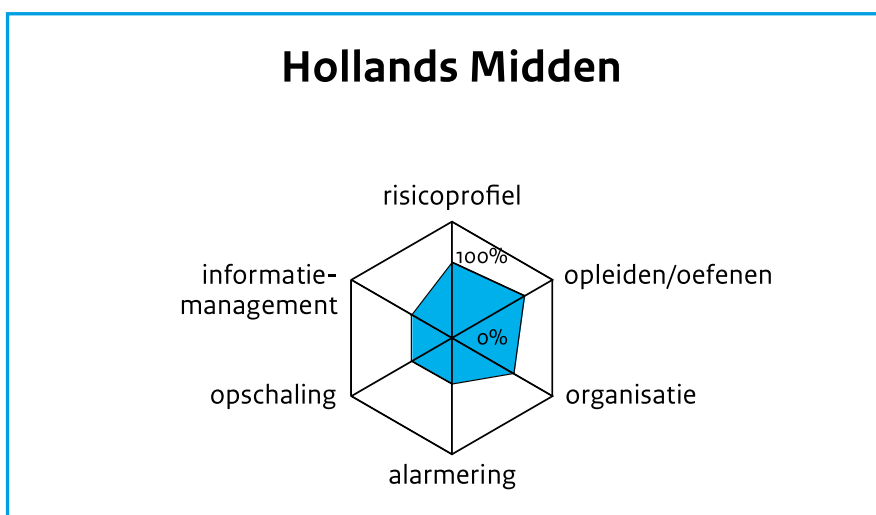 Hollands Midden
risicoprofiel
100%
informatie-
management
opleiden/oefenen
0%
opschaling
organisatie
alarmering